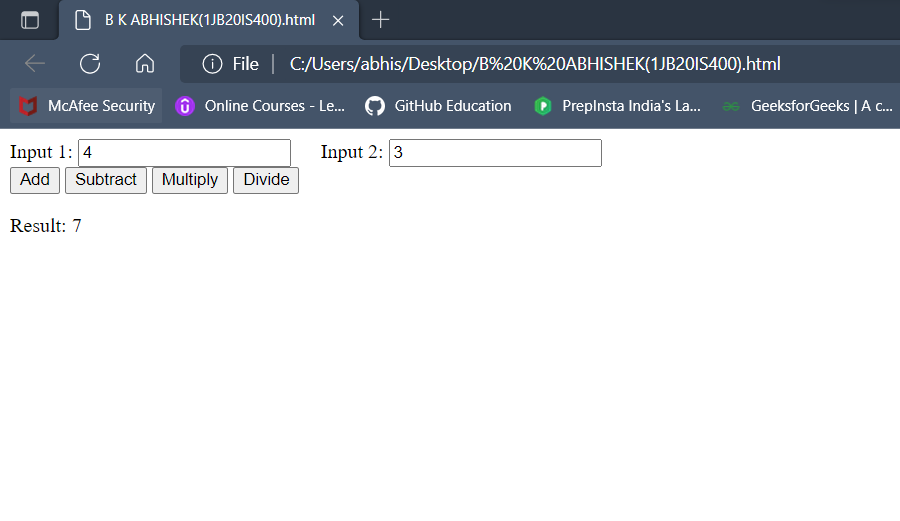 B K ABHISHEK(1JB20IS400).html
File C:/Users/abhis/Desktop/B%20K%20ABHISHEK(1JB20IS400).html
McAfee Security Online Courses - Le... GitHub Education PrepInsta India's La... GeeksforGeeks | A c...
Input 1: 4 Input 2: 3
Add Subtract Multiply Divide
Result: 7